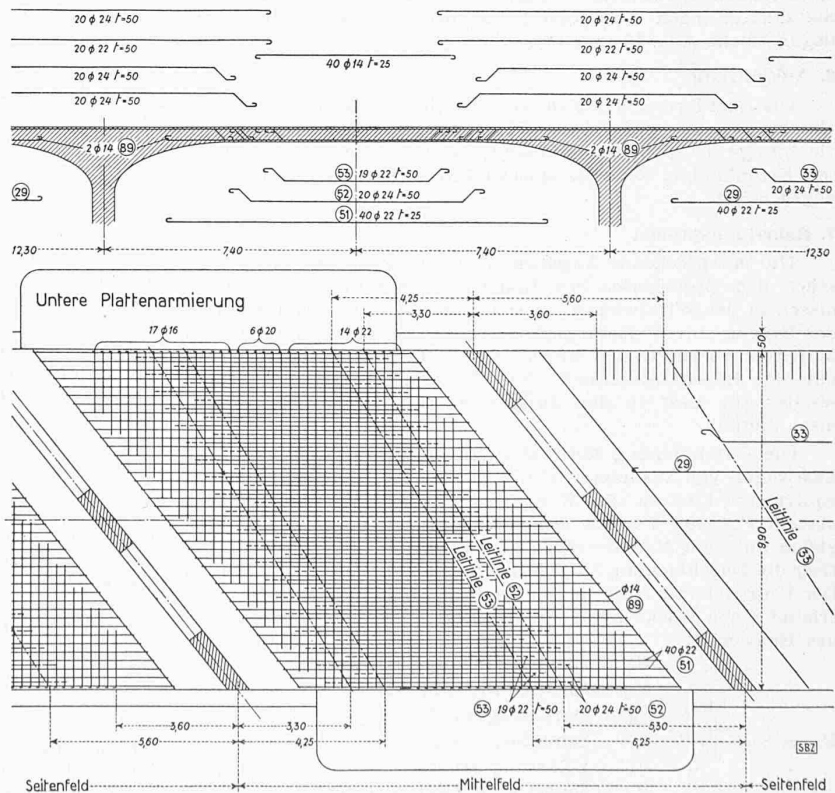 20 φ 24 t=50
20 φ 24 t=50
20 φ 22 t=50
20 φ 22 t=50
40 φ 14 t=25
20 φ 24 t=50
20 φ 24 t=50
20 φ 24 t=50
20 φ 24 t=50
2 φ 14 89
2 φ 14 89
53 19 φ 22 t=50
29
52 20 φ 24 t=50
29
33
20 φ 24 t=50
51 40 φ 22 t=25
40 φ 22 t=25
12,30
7,40
7,40
12,30
Untere Plattenarmierung
4,25
5,60
3,30
3,60
17 φ 16
6 φ 20
14 φ 22
50
33
29
Leitlinie 33
9,90
Leitlinie 52
Leitlinie 53
φ 14
89
40 φ 22
51
53 19 φ 22 t=50
20 φ 24 t=50 52
3,60
3,30
5,30
5,60
4,25
6,25
SBZ
Seitenfeld
Mittelfeld
Seitenfeld